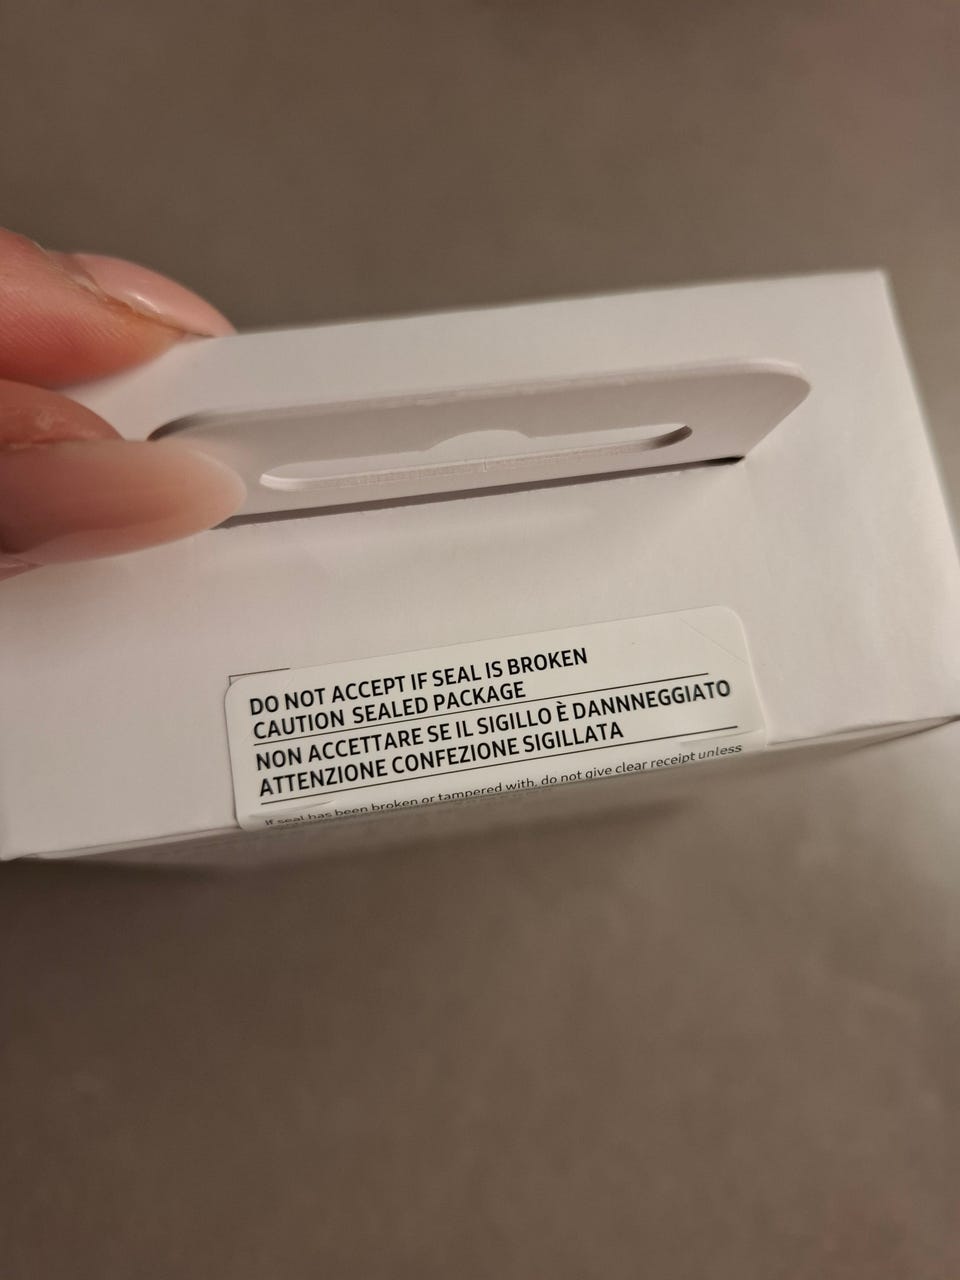 DO NOT ACCEPT IF SEAL IS BROKEN
CAUTION SEALED PACKAGE
NON ACCETTARE SE IL SIGILLO È DANNNEGGIATO
ATTENZIONE CONFEZIONE SIGILLATA
If seal has been broken or tampered with, do not give clear receipt unless